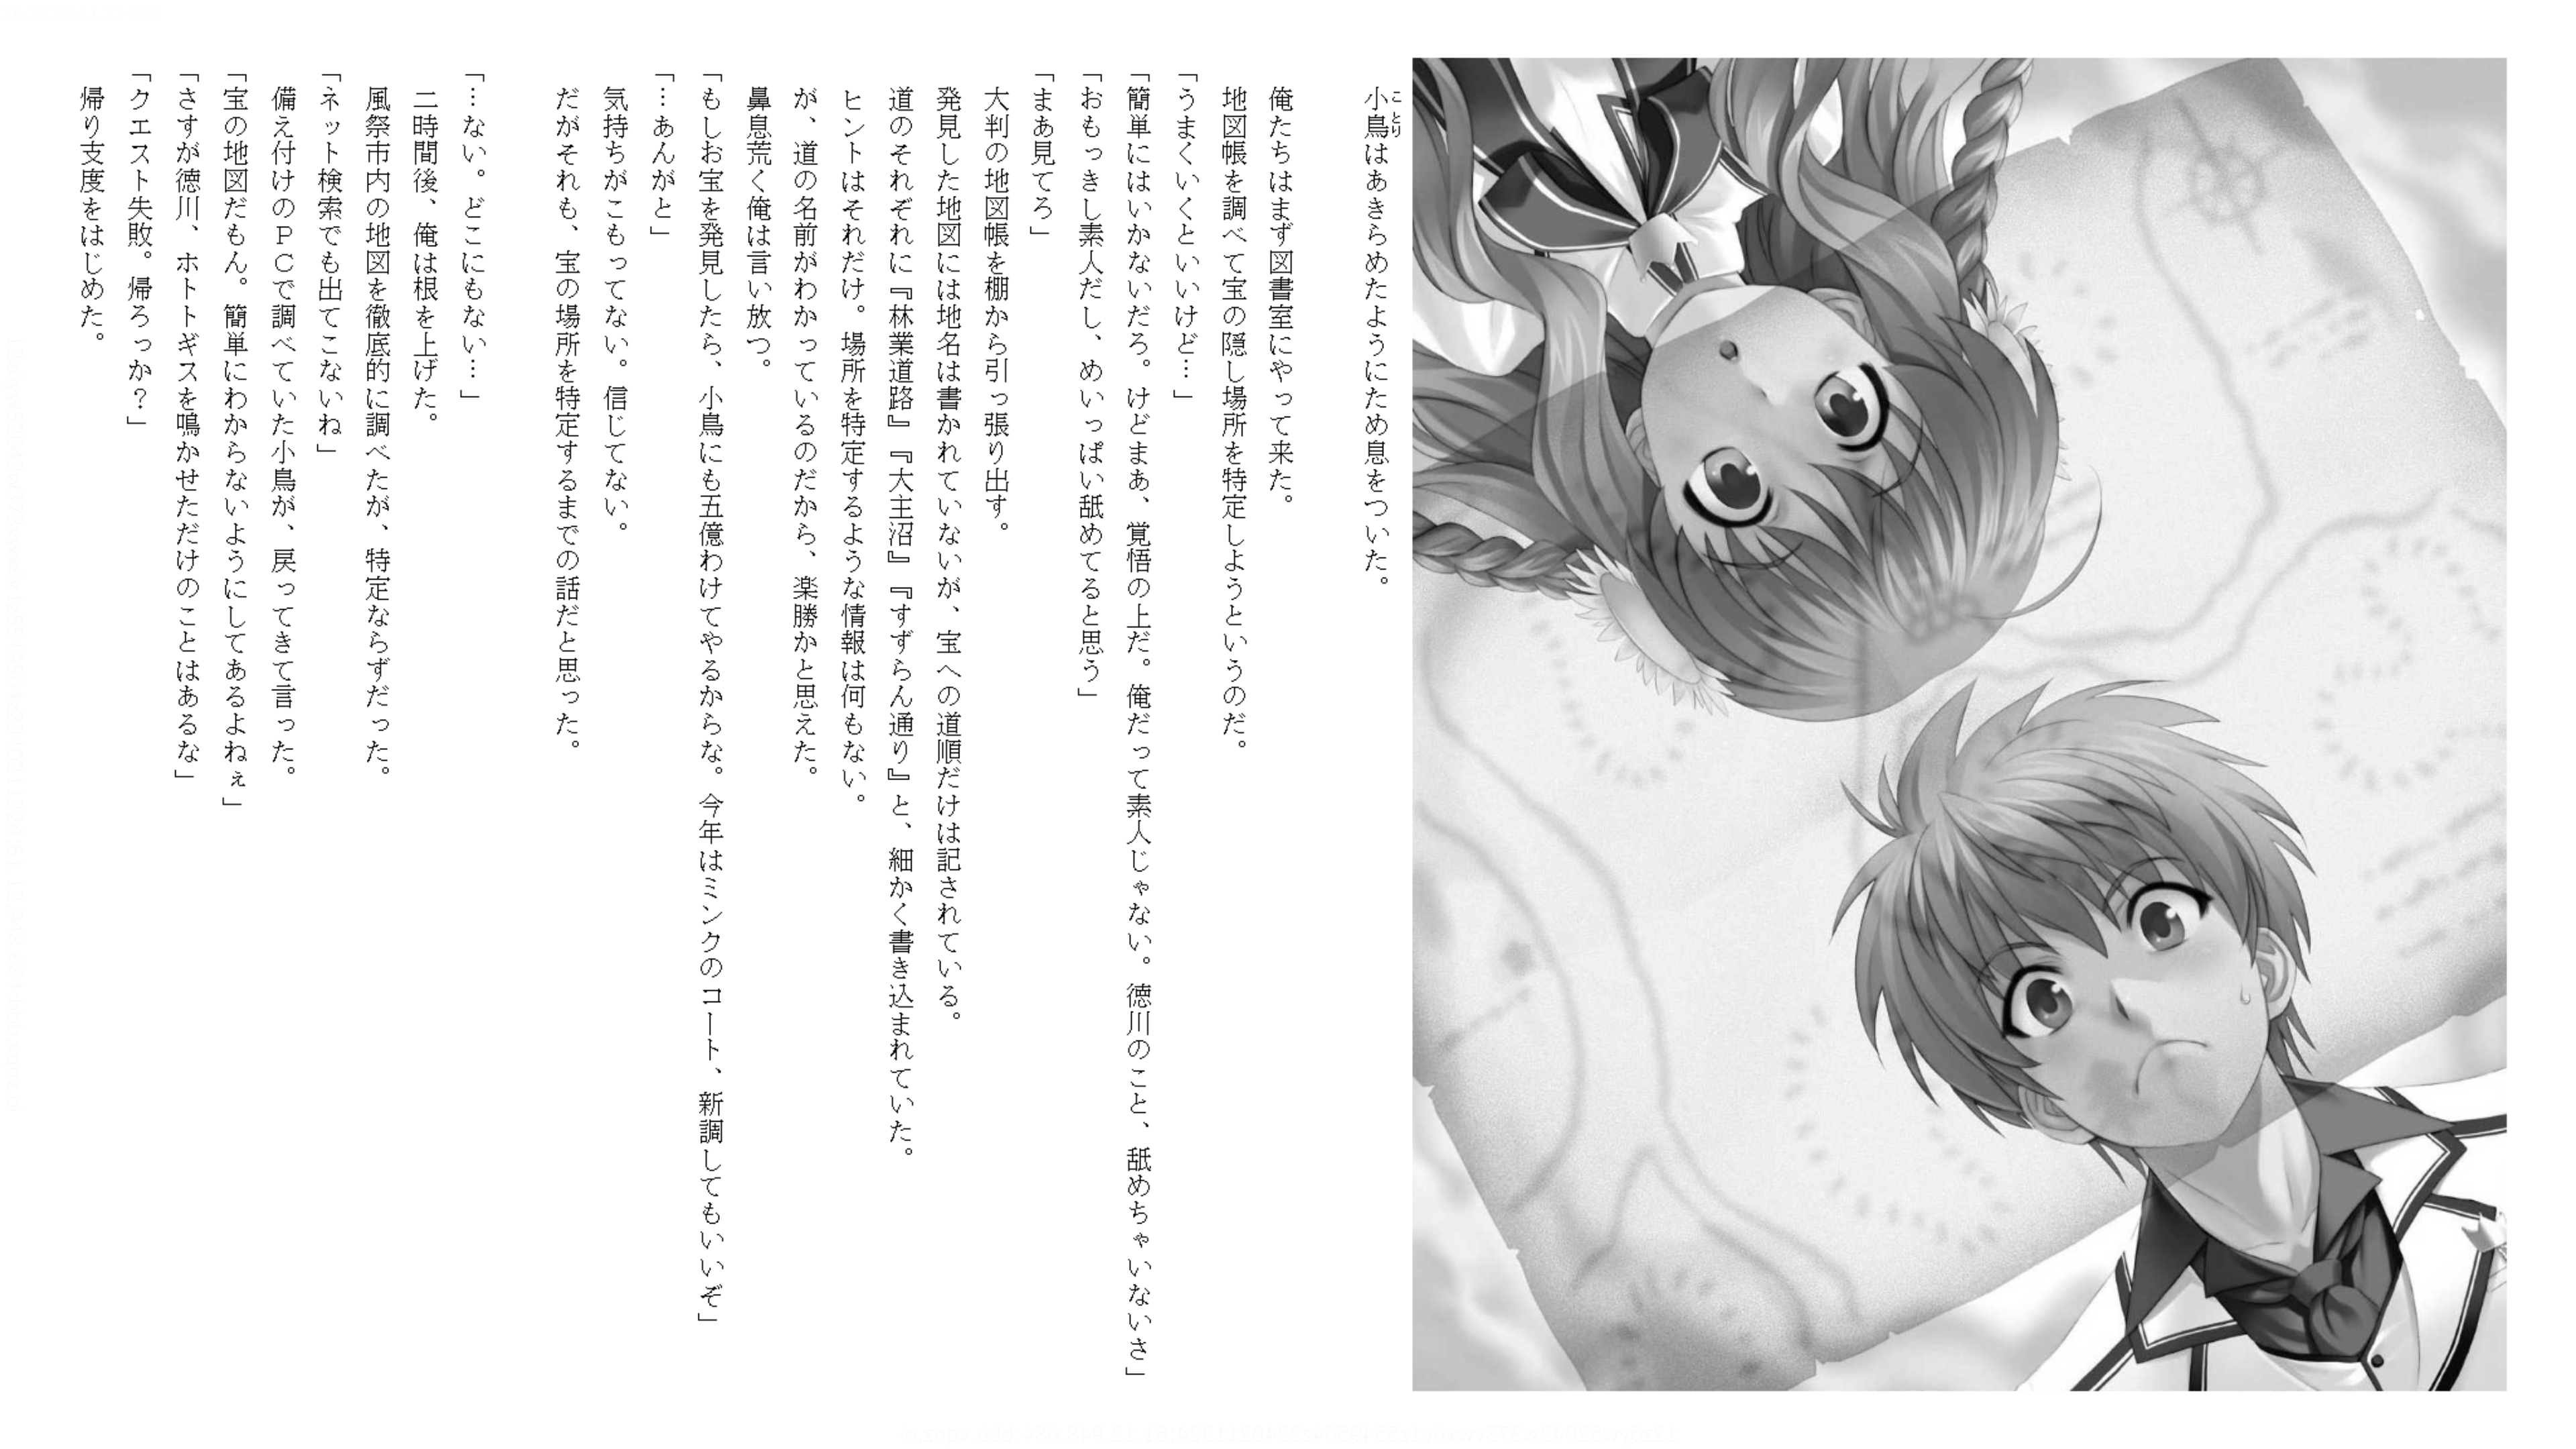 小鳥はあきらめたようにため息をついた。
俺たちはまず図書室にやって来た。
地図帳を調べて宝の隠し場所を特定しようというのだ。
「うまくいくといいけど…」
「簡単にはいかないだろ。けどまあ、覚悟の上だ。俺だって素人じゃない。徳川のこと、舐めちゃいないさ」
「おもっきし素人だし、めいっぱい舐めてると思う」
「まあ見てろ」
大判の地図帳を棚から引っ張り出す。
発見した地図には地名は書かれていないが、宝への道順だけは記されている。
道のそれぞれに『林業道路』『大主沼』『すずらん通り』と、細かく書き込まれていた。
ヒントはそれだけ。場所を特定するような情報は何もない。
が、道の名前がわかっているのだから、楽勝かと思えた。
鼻息荒く俺は言い放つ。
「もしお宝を発見したら、小鳥にも五億わけてやるからな。今年はミンクのコート、新調してもいいぞ」
「…あんがと」
気持ちがこもってない。信じてない。
だがそれも、宝の場所を特定するまでの話だと思った。
「…ない。どこにもない…」
二時間後、俺は根を上げた。
風祭市内の地図を徹底的に調べたが、特定ならずだった。
「ネット検索でも出てこないね」
備え付けのＰＣで調べていた小鳥が、戻ってきて言った。
「宝の地図だもん。簡単にわからないようにしてあるよねぇ」
「さすが徳川、ホトトギスを鳴かせただけのことはあるな」
「クエスト失敗。帰ろっか？」
帰り支度をはじめた。